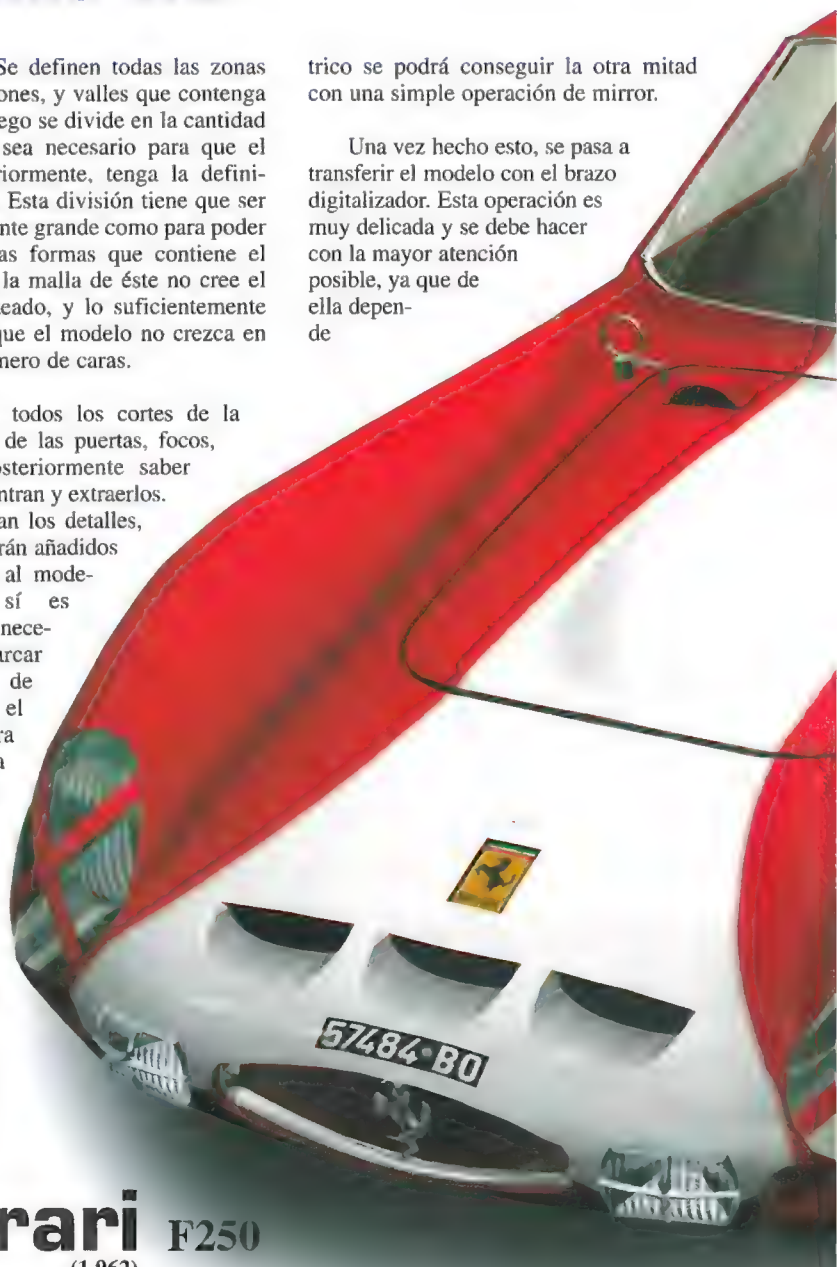 Se definen todas las zonas
ones, y valles que contenga
ego se divide en la cantidad
sea necesario para que el
riormente, tenga la defini-
Esta división tiene que ser
nte grande como para poder
as formas que contiene el
la malla de éste no cree el
eado, y lo suficientemente
que el modelo no crezca en
mero de caras.
todos los cortes de la
de las puertas, focos,
osteriormente saber
ntran y extraerlos.
an los detalles,
rán añadidos
al mode-
sí es
nece-
rcar
de
el
ra
a
trico se podrá conseguir la otra mitad
con una simple operación de mirror.
Una vez hecho esto, se pasa a
transferir el modelo con el brazo
digitalizador. Esta operación es
muy delicada y se debe hacer
con la mayor atención
posible, ya que de
ella depen-
de
57484·BO
rari F250
(1.962)